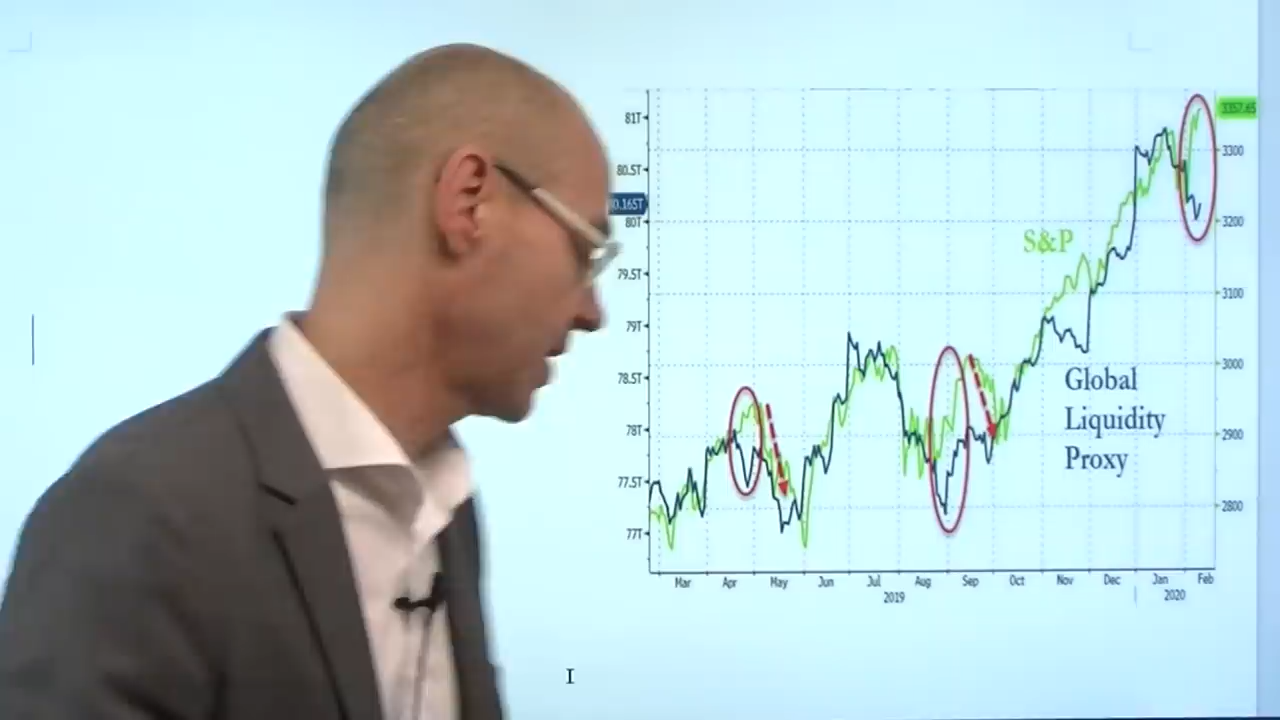 81T
80.5T
80.165T
80T
79.5T
79T
78.5T
78T
77.5T
77T
3357.65
3300
3200
3100
3000
2900
2800
S&P
Global
Liquidity
Proxy
Mar Apr May Jun Jul Aug Sep Oct Nov Dec Jan Feb
2019 2020